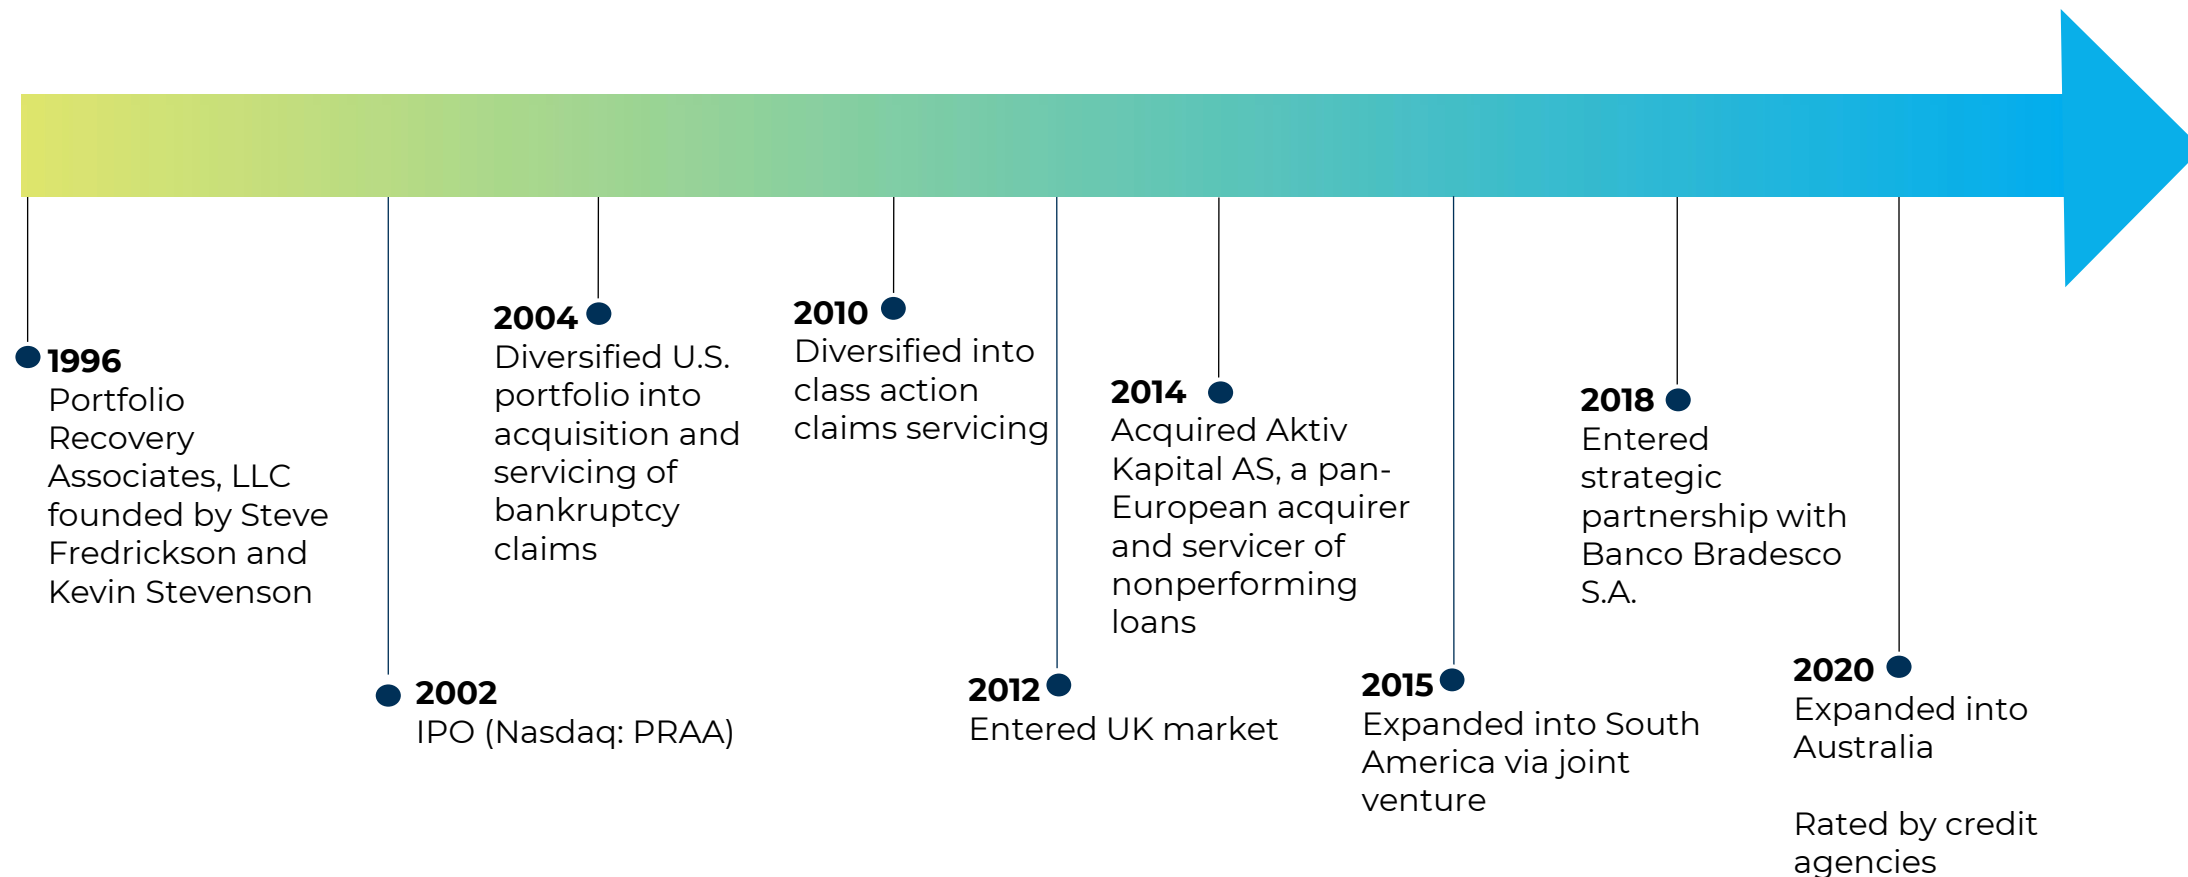 1996
Portfolio
Recovery
Associates, LLC
founded by Steve
Fredrickson and
Kevin Stevenson
2002
IPO (Nasdaq: PRAA)
2004
Diversified U.S.
portfolio into
acquisition and
servicing of
bankruptcy
claims
2010
Diversified into
class action
claims servicing
2012
Entered UK market
2014
Acquired Aktiv
Kapital AS, a pan-
European acquirer
and servicer of
nonperforming
loans
2015
Expanded into South
America via joint
venture
2018
Entered
strategic
partnership with
Banco Bradesco
S.A.
2020
Expanded into
Australia
Rated by credit
agencies